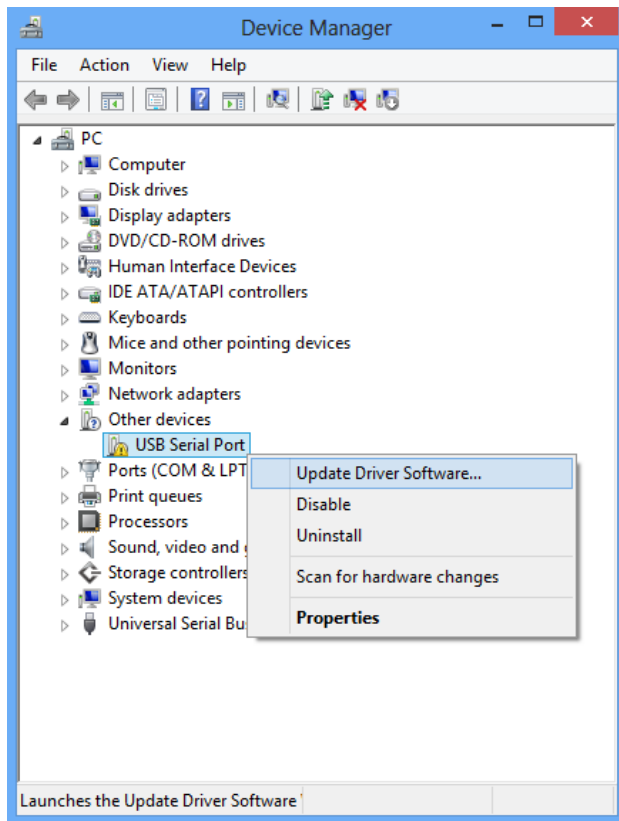 Device Manager
File Action View Help
PC
Computer
Disk drives
Display adapters
DVD/CD-ROM drives
Human Interface Devices
IDE ATA/ATAPI controllers
Keyboards
Mice and other pointing devices
Monitors
Network adapters
Other devices
USB Serial Port
Ports (COM & LPT
Print queues
Processors
Sound, video and
Storage controllers
System devices
Universal Serial Bu
Update Driver Software...
Disable
Uninstall
Scan for hardware changes
Properties
Launches the Update Driver Software